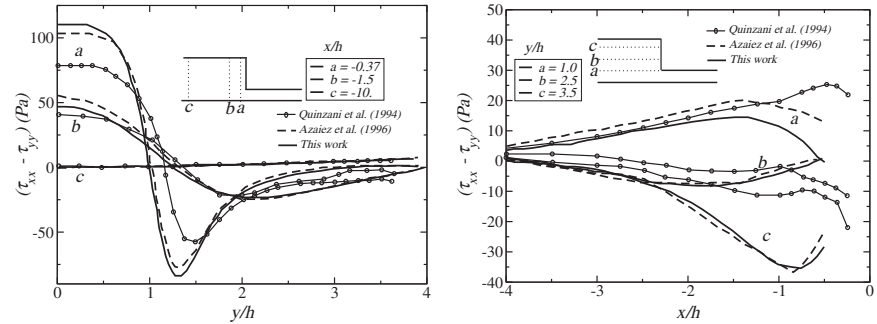 100
50
0
-50
0
1
2
3
4
y/h
(τxx - τyy) (Pa)
a
b
c
c
b
a
x/h
a = -0.37
b = -1.5
c = -10.
Quinzani et al. (1994)
Azaiez et al. (1996)
This work
50
40
30
20
10
0
-10
-20
-30
-40
-4
-3
-2
-1
0
x/h
(τxx - τyy) (Pa)
y/h
a = 1.0
b = 2.5
c = 3.5
c
b
a
Quinzani et al. (1994)
Azaiez (1996)
This work
a
b
c